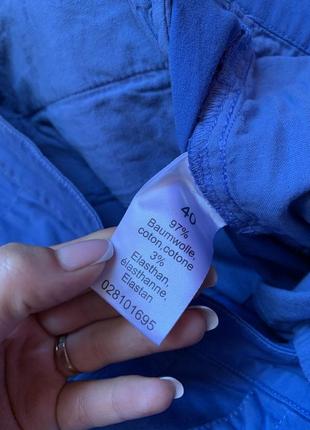 40
97%
Baumwolle,
coton,cotone
3%
Elasthan,
élasthanne,
Elastan
028101695